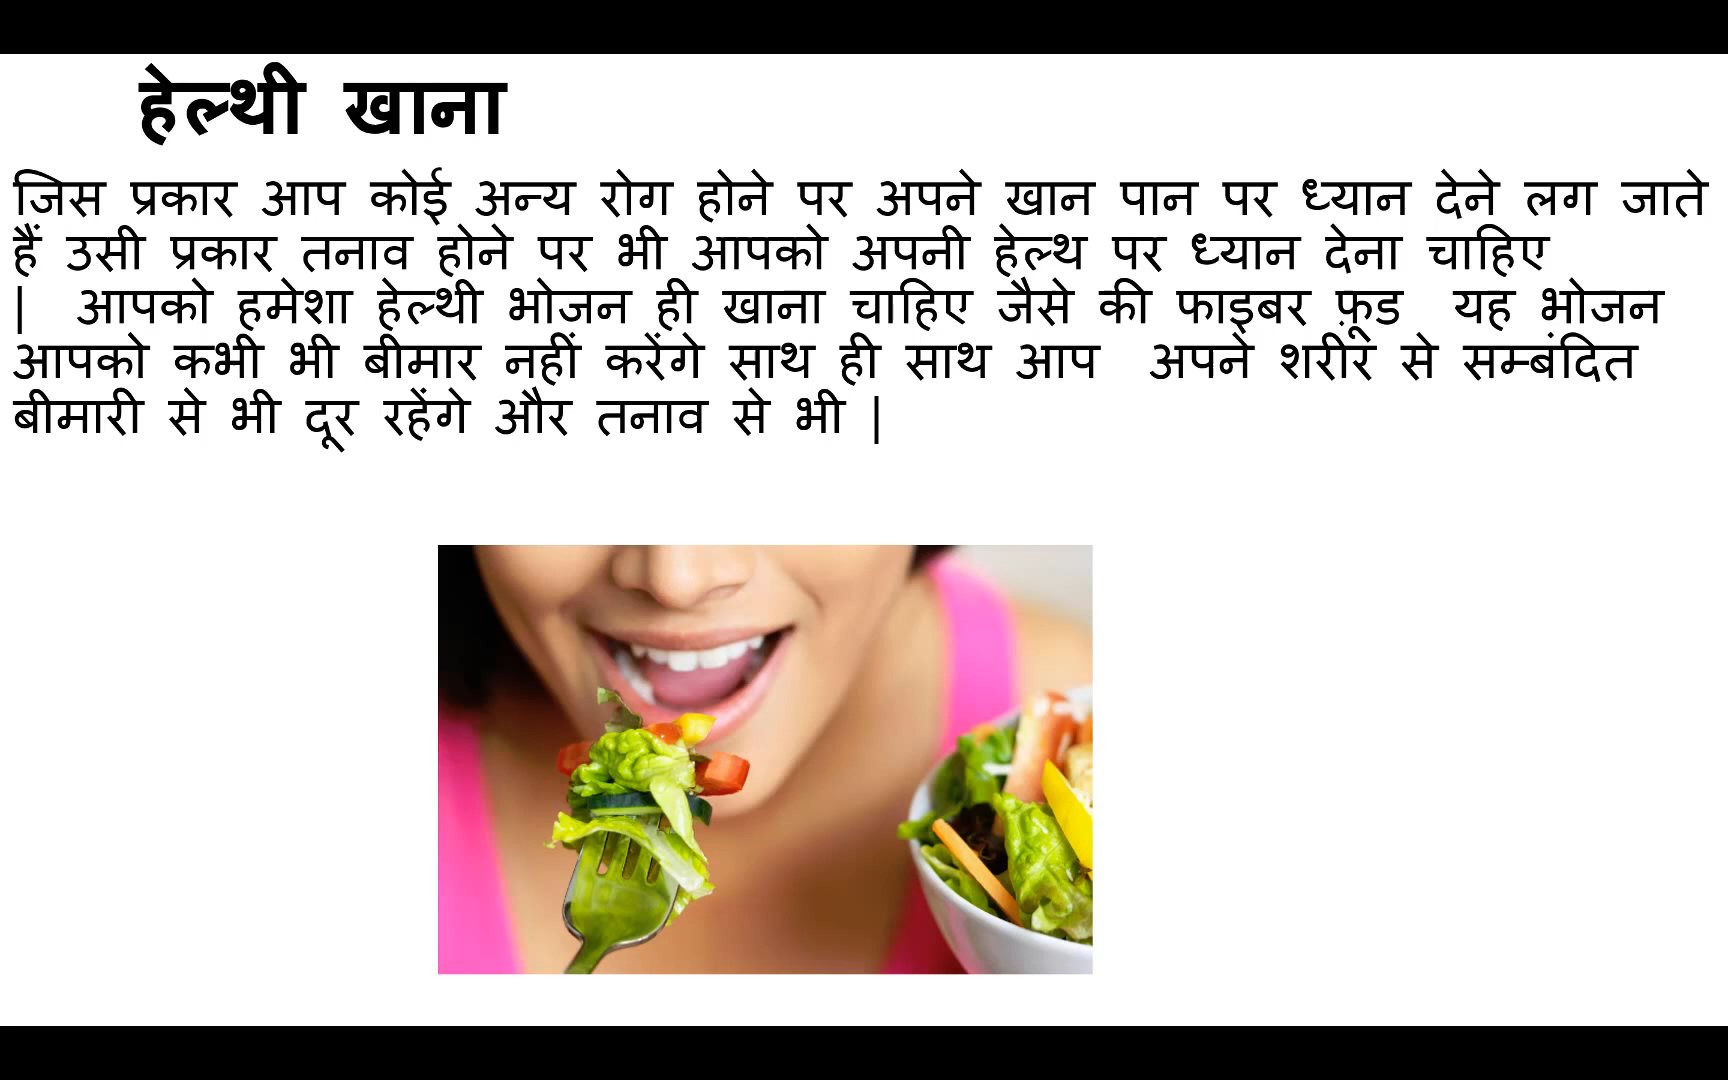 हेल्थी खाना
जिस प्रकार आप कोई अन्य रोग होने पर अपने खान पान पर ध्यान देने लग जाते
हैं उसी प्रकार तनाव होने पर भी आपको अपनी हेल्थ पर ध्यान देना चाहिए
| आपको हमेशा हेल्थी भोजन ही खाना चाहिए जैसे की फाइबर फ़ूड यह भोजन
आपको कभी भी बीमार नहीं करेंगे साथ ही साथ आप अपने शरीर से सम्बंदित
बीमारी से भी दूर रहेंगे और तनाव से भी |